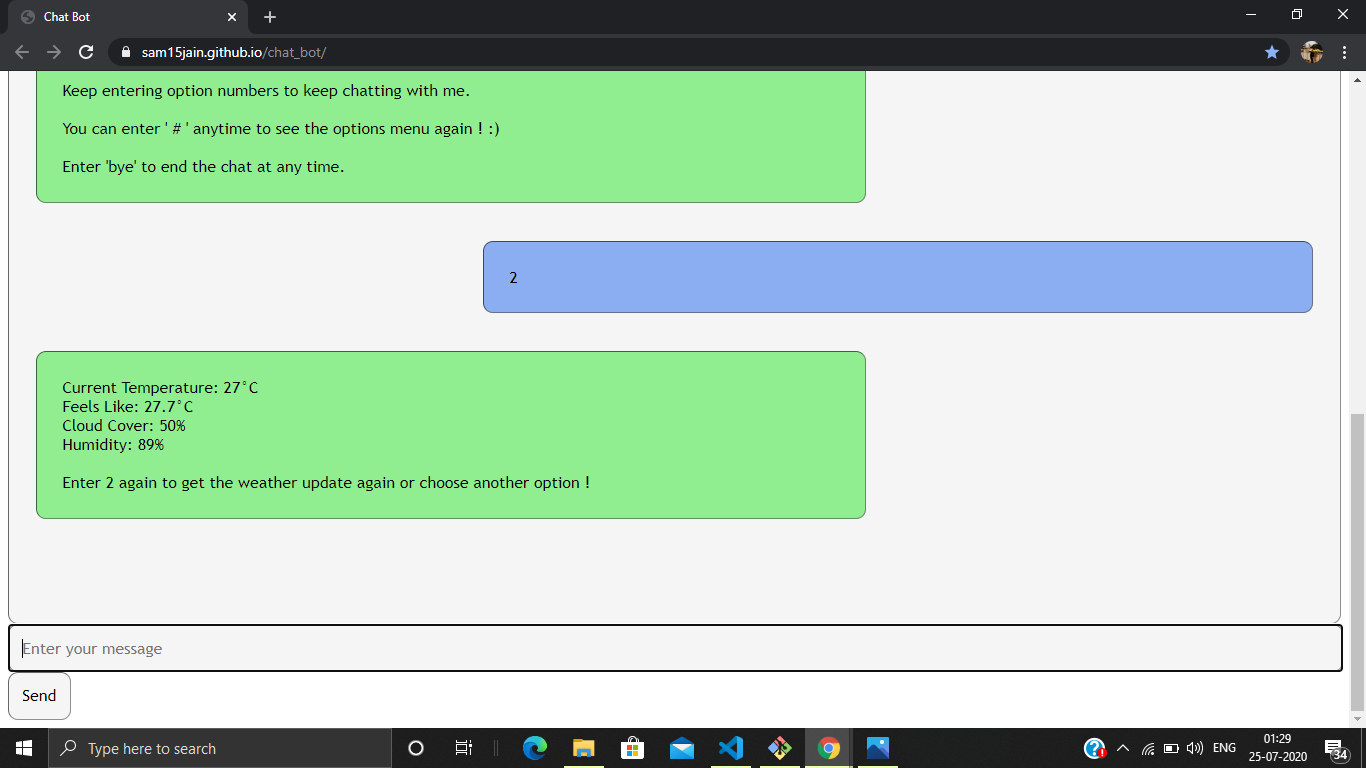 Chat Bot
sam15jain.github.io/chat_bot/
Keep entering option numbers to keep chatting with me.
You can enter ' # ' anytime to see the options menu again ! :)
Enter 'bye' to end the chat at any time.
2
Current Temperature: 27°C
Feels Like: 27.7°C
Cloud Cover: 50%
Humidity: 89%
Enter 2 again to get the weather update again or choose another option !
Enter your message
Send
Type here to search
ENG
01:29
25-07-2020
34